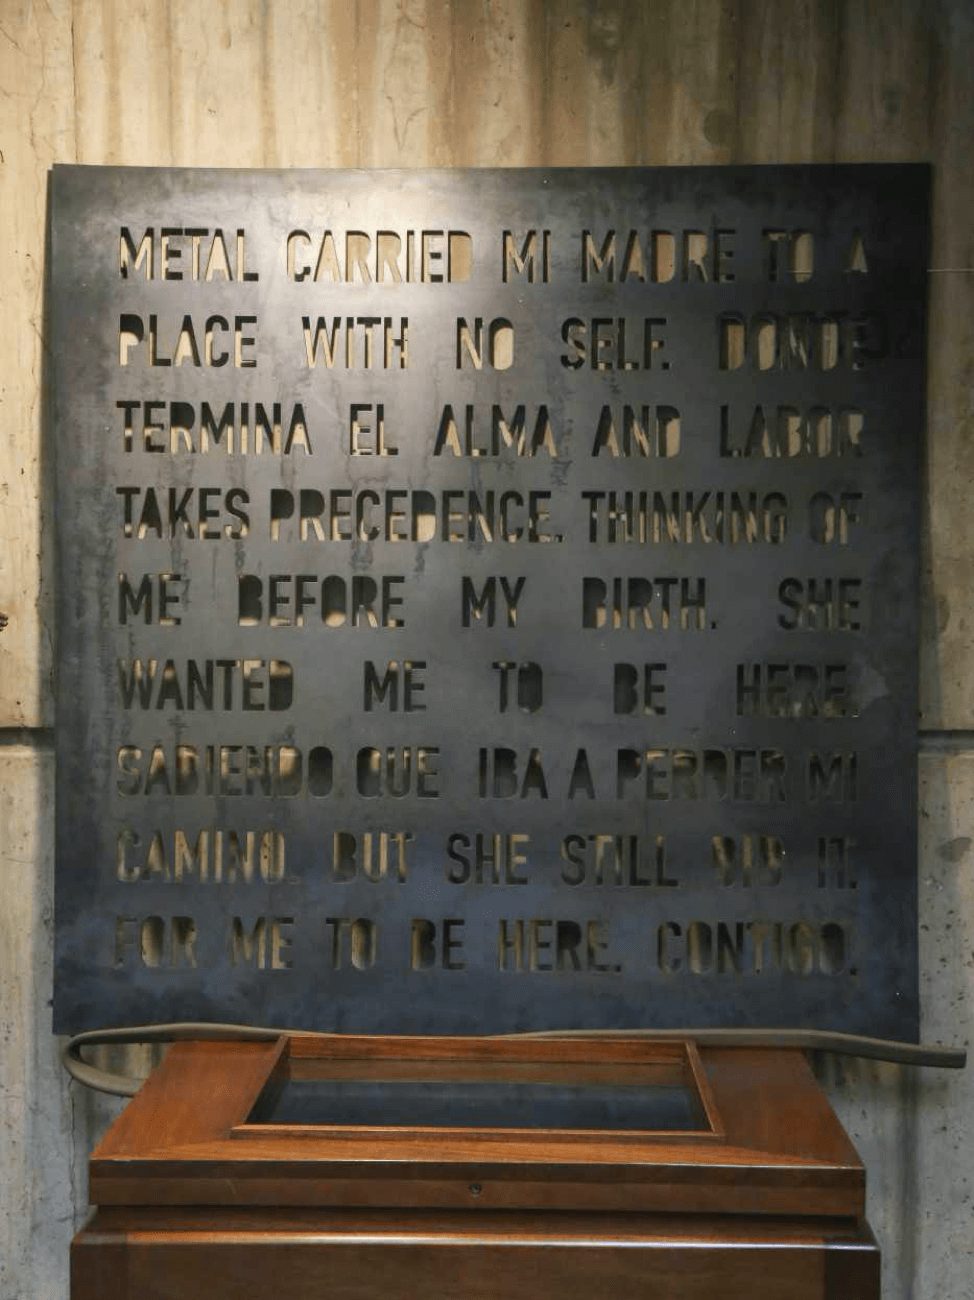 METAL CARRIED MI MADRE TO A
PLACE WITH NO SELF. DONDE
TERMINA EL ALMA AND LABOR
TAKES PRECEDENCE. THINKING OF
ME BEFORE MY BIRTH. SHE
WANTED ME TO BE HERE.
SABIENDO QUE IBA A PERDER MI
CAMINO. BUT SHE STILL DID IT.
FOR ME TO BE HERE. CONTIGO.